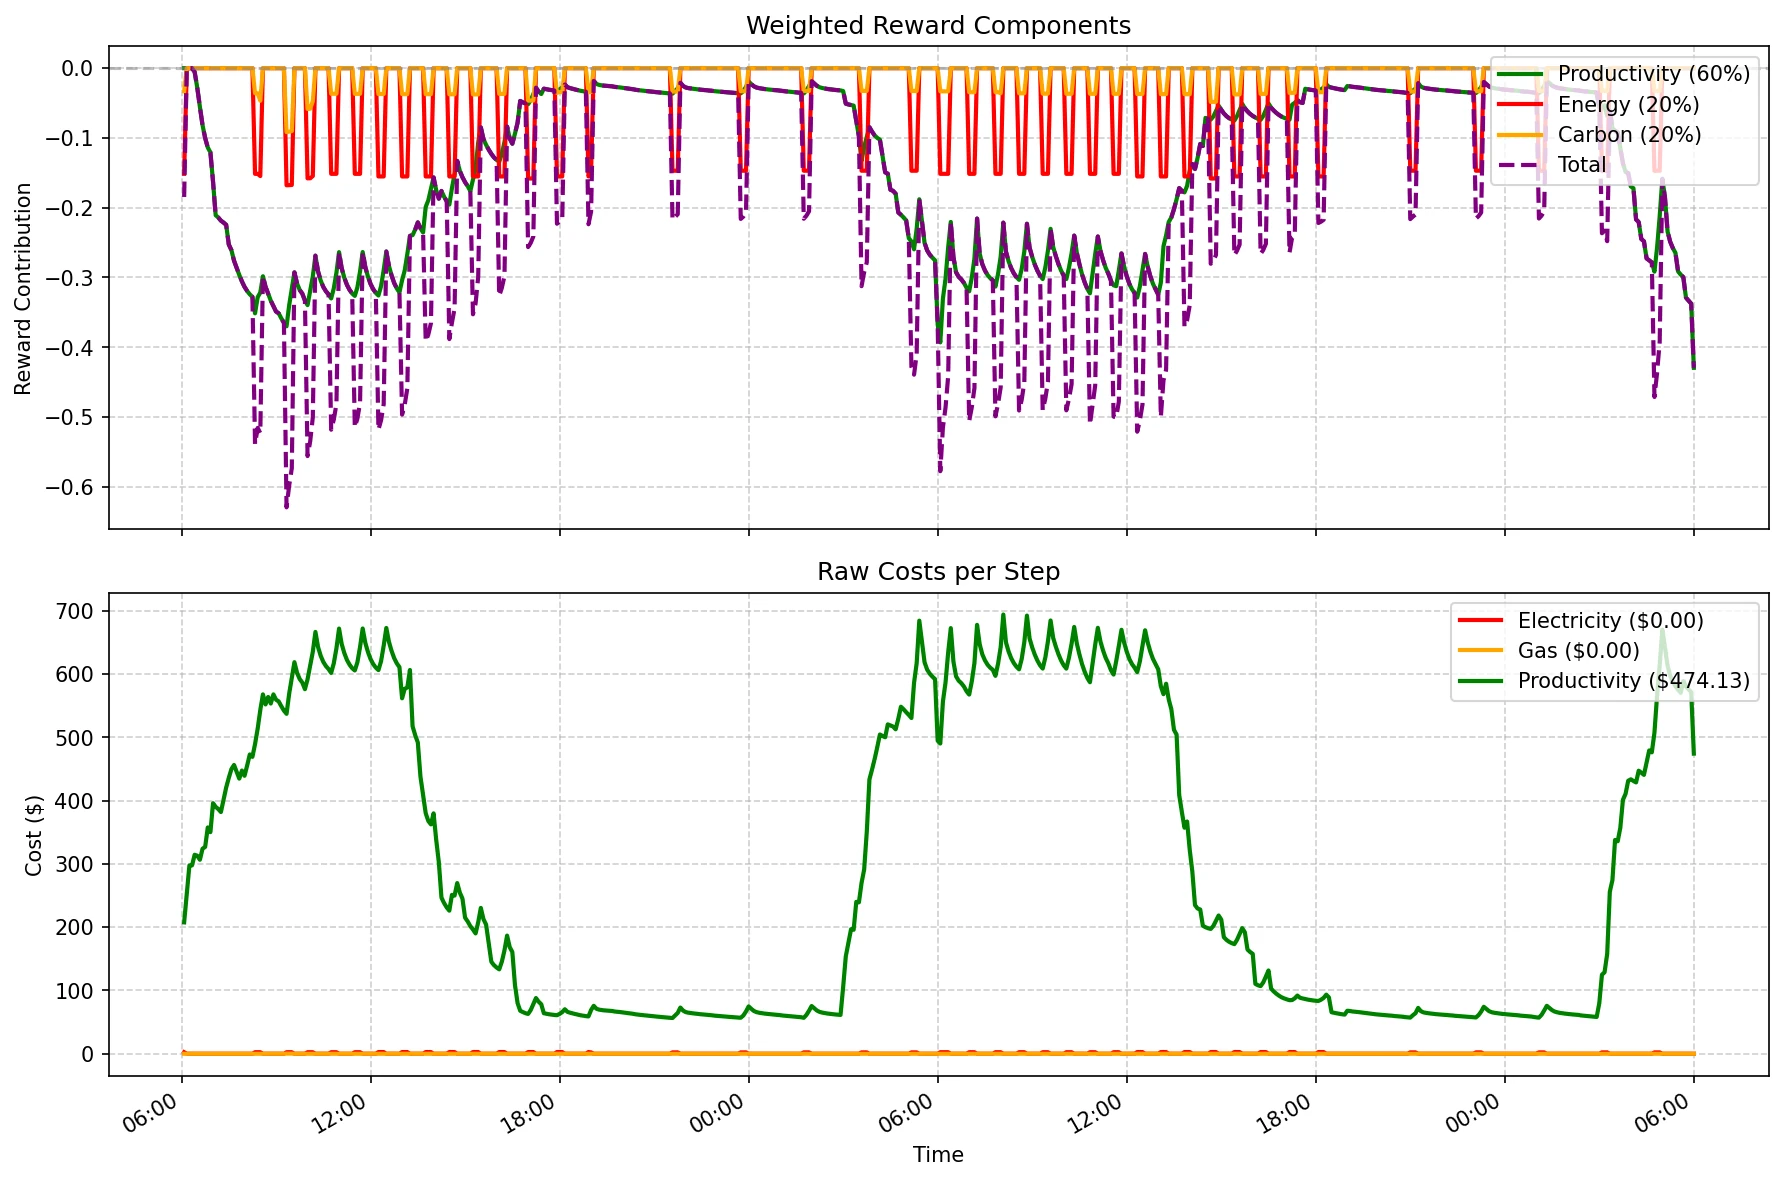 Weighted Reward Components
Reward Contribution
0.0
−0.1
−0.2
−0.3
−0.4
−0.5
−0.6
Productivity (60%)
Energy (20%)
Carbon (20%)
Total
Raw Costs per Step
Cost ($)
700
600
500
400
300
200
100
0
Electricity ($0.00)
Gas ($0.00)
Productivity ($474.13)
06:00 12:00 18:00 00:00 06:00 12:00 18:00 00:00 06:00
Time